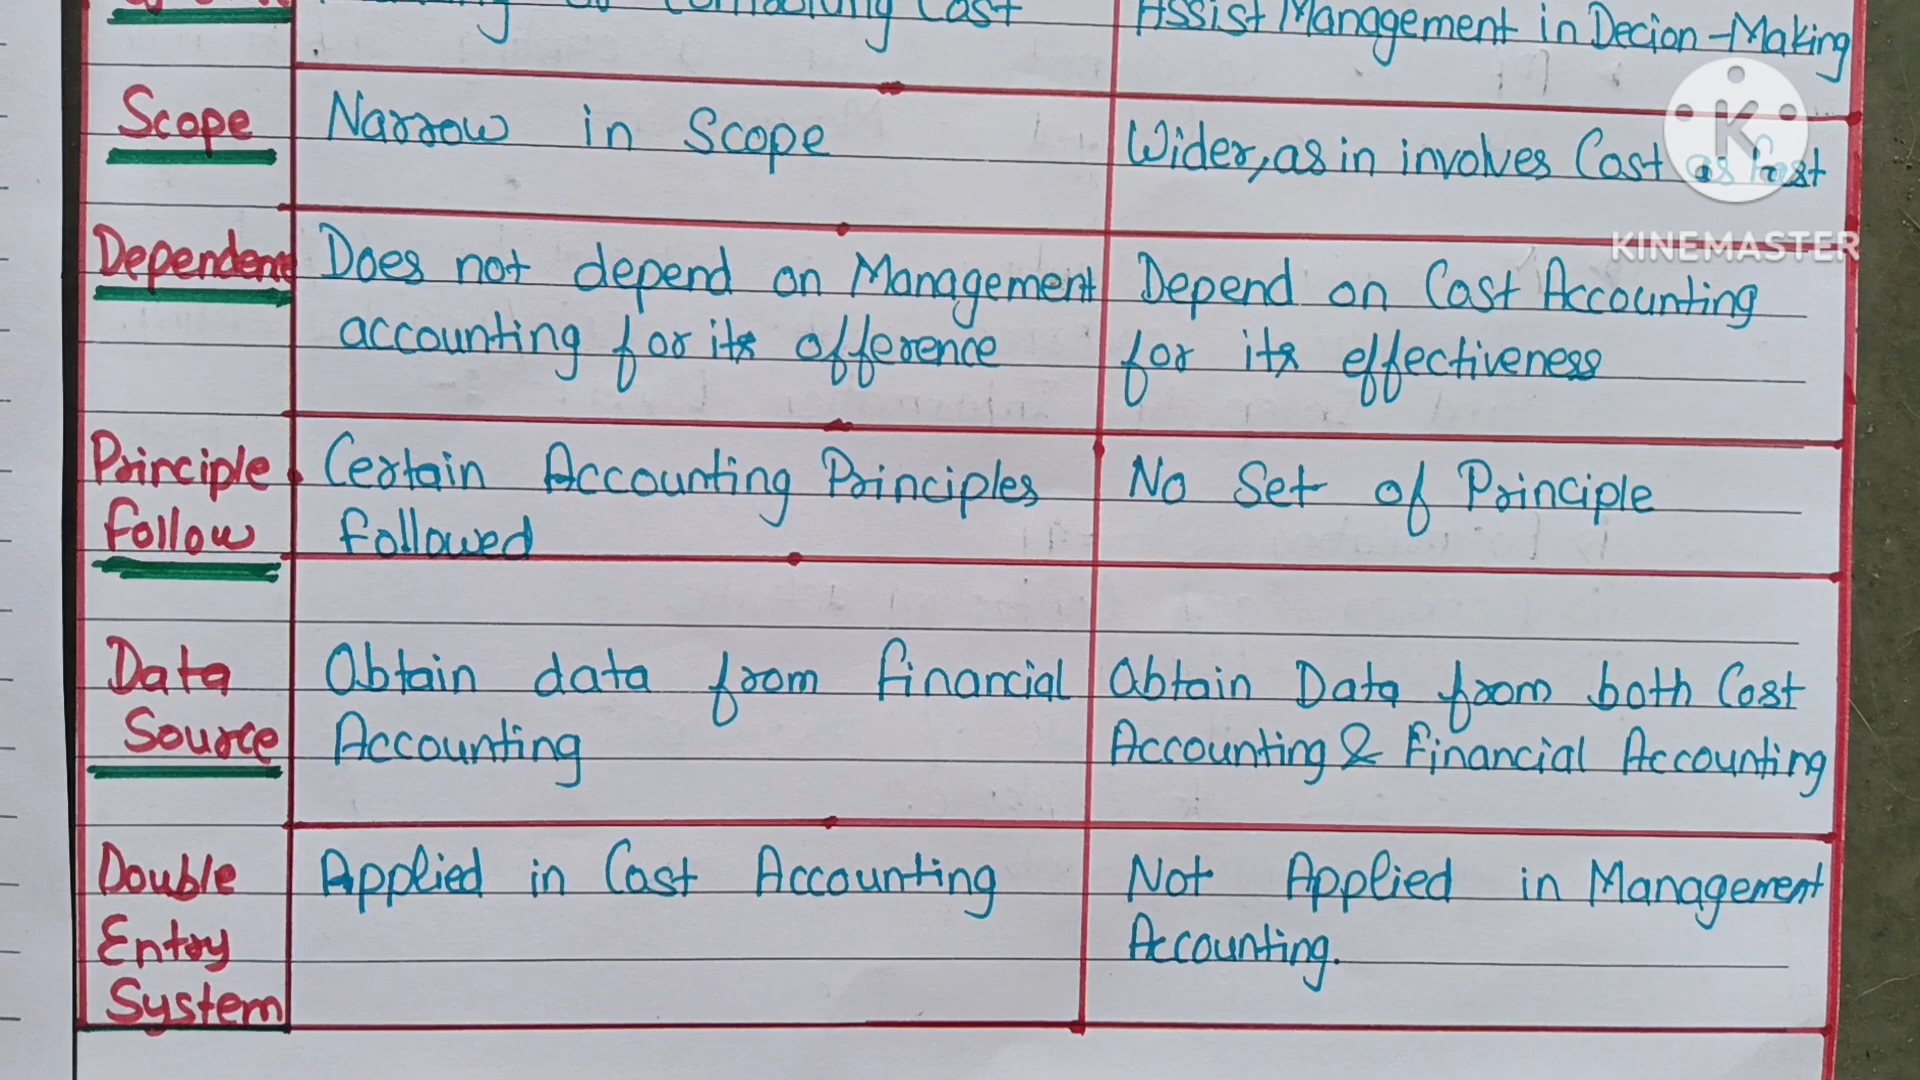 Cost
Assist Management in Decion-Making
Scope
Narrow in Scope
Wider, as in involves Cost as
KINEMASTER
Dependent
Does not depend on Management
accounting for its ofference
Depend on Cost Accounting
for its effectiveness
Principle
Follow
Certain Accounting Principles
followed
No Set of Principle
Data
Source
Obtain data from financial
Accounting
Obtain Data from both Cost
Accounting & Financial Accounting
Double
Entry
System
Applied in Cost Accounting
Not Applied in Management
Accounting.